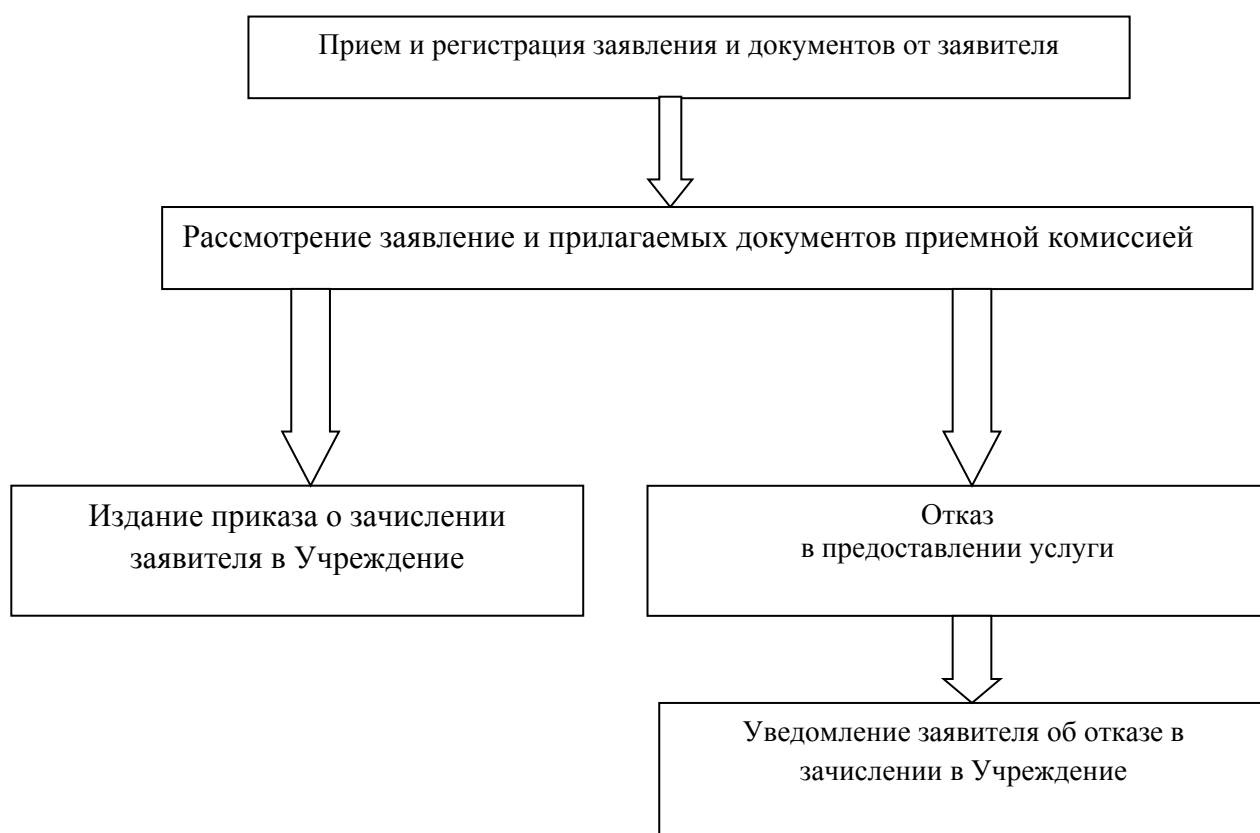 Прием и регистрация заявления и документов от заявителя
Рассмотрение заявление и прилагаемых документов приемной комиссией
Издание приказа о зачислении
заявителя в Учреждение
Отказ
в предоставлении услуги
Уведомление заявителя об отказе в
зачислении в Учреждение